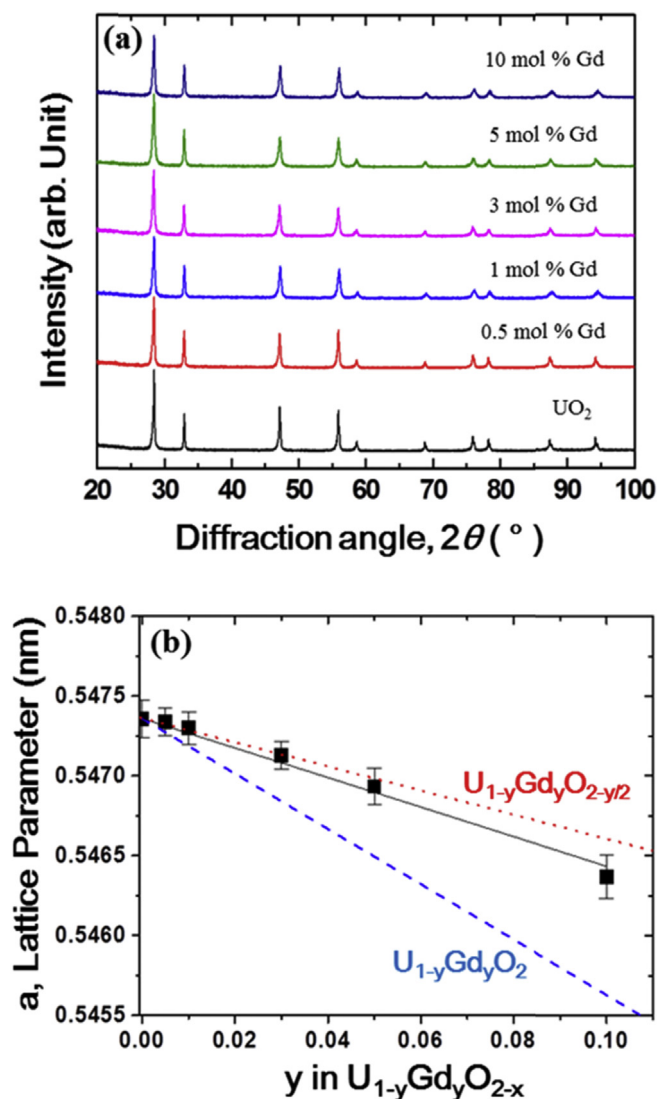 (a)
10 mol % Gd
5 mol % Gd
3 mol % Gd
1 mol % Gd
0.5 mol % Gd
UO₂
Intensity (arb. Unit)
20 30 40 50 60 70 80 90 100
Diffraction angle, 2θ ( ° )
(b)
0.5480
0.5475
0.5470
0.5465
0.5460
0.5455
a, Lattice Parameter (nm)
U₁₋yGdyO₂₋y/₂
U₁₋yGdyO₂
0.00 0.02 0.04 0.06 0.08 0.10
y in U₁₋yGdyO₂₋ₓ